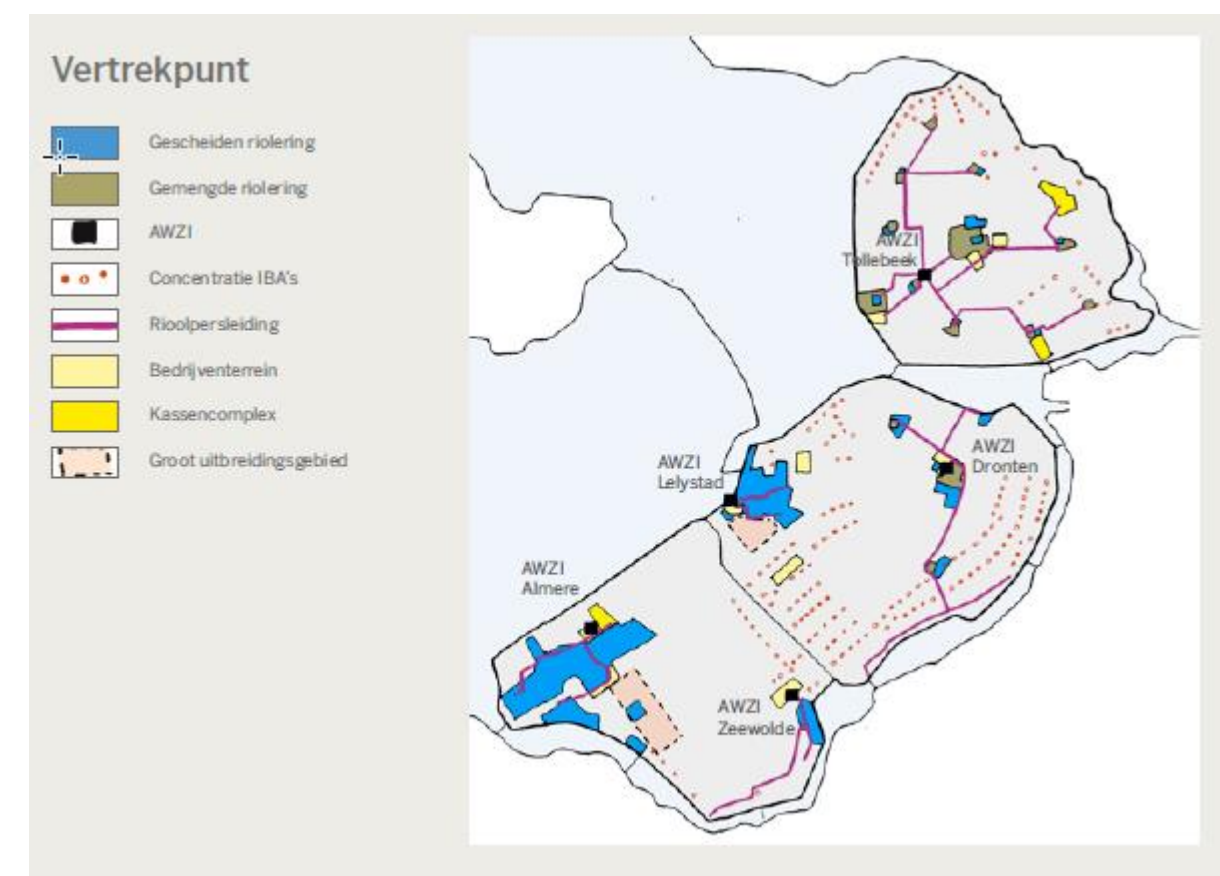 Vertrekpunt
Gescheiden riolering
Gemengde riolering
AWZI
Concentratie IBA's
Rioolpersleiding
Bedrijventerrein
Kassencomplex
Groot uitbreidingsgebied
AWZI
Tollebeek
AWZI
Dronten
AWZI
Lelystad
AWZI
Almere
AWZI
Zeewolde